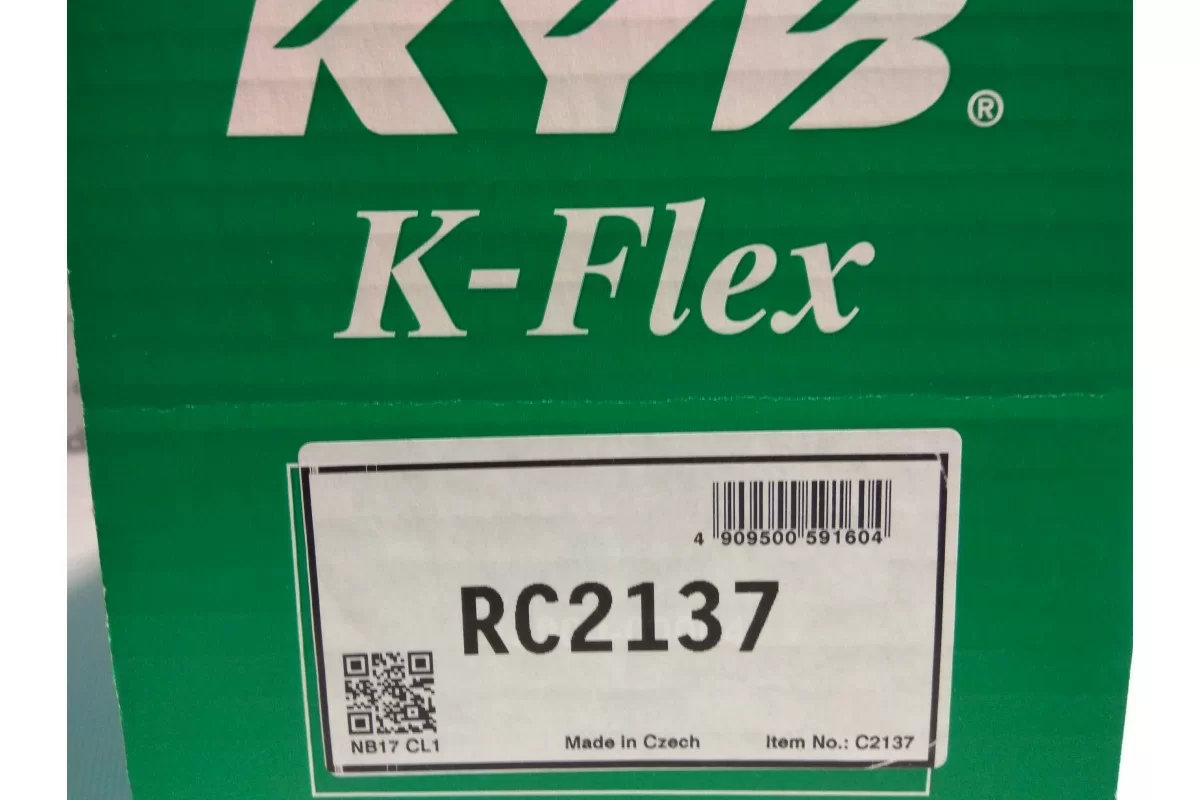 KYB®
K-Flex
4 909500 591604
RC2137
NB17 CL1
Made in Czech
Item No.: C2137